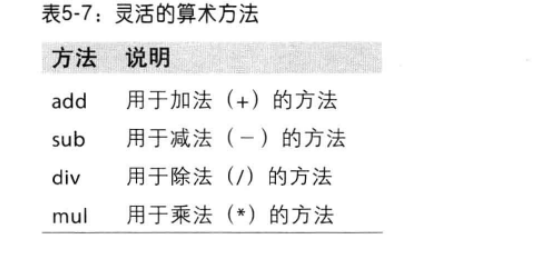 表5-7：灵活的算术方法
方法 说明
add 用于加法（+）的方法
sub 用于减法（－）的方法
div 用于除法（/）的方法
mul 用于乘法（*）的方法